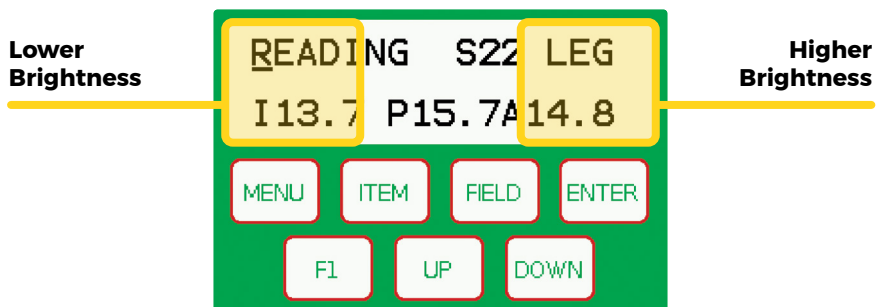 Lower
Brightness
READING S22 LEG
I13.7 P15.7A14.8
Higher
Brightness
MENU ITEM FIELD ENTER
F1 UP DOWN